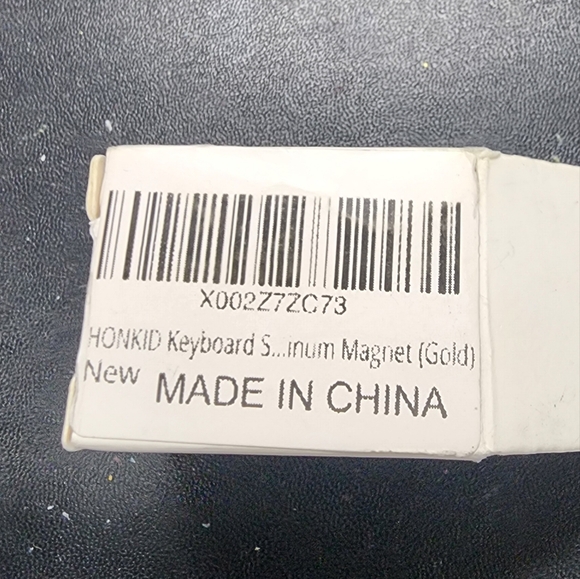 X002Z7ZC73
HONKID Keyboard S...inum Magnet (Gold)
New
MADE IN CHINA